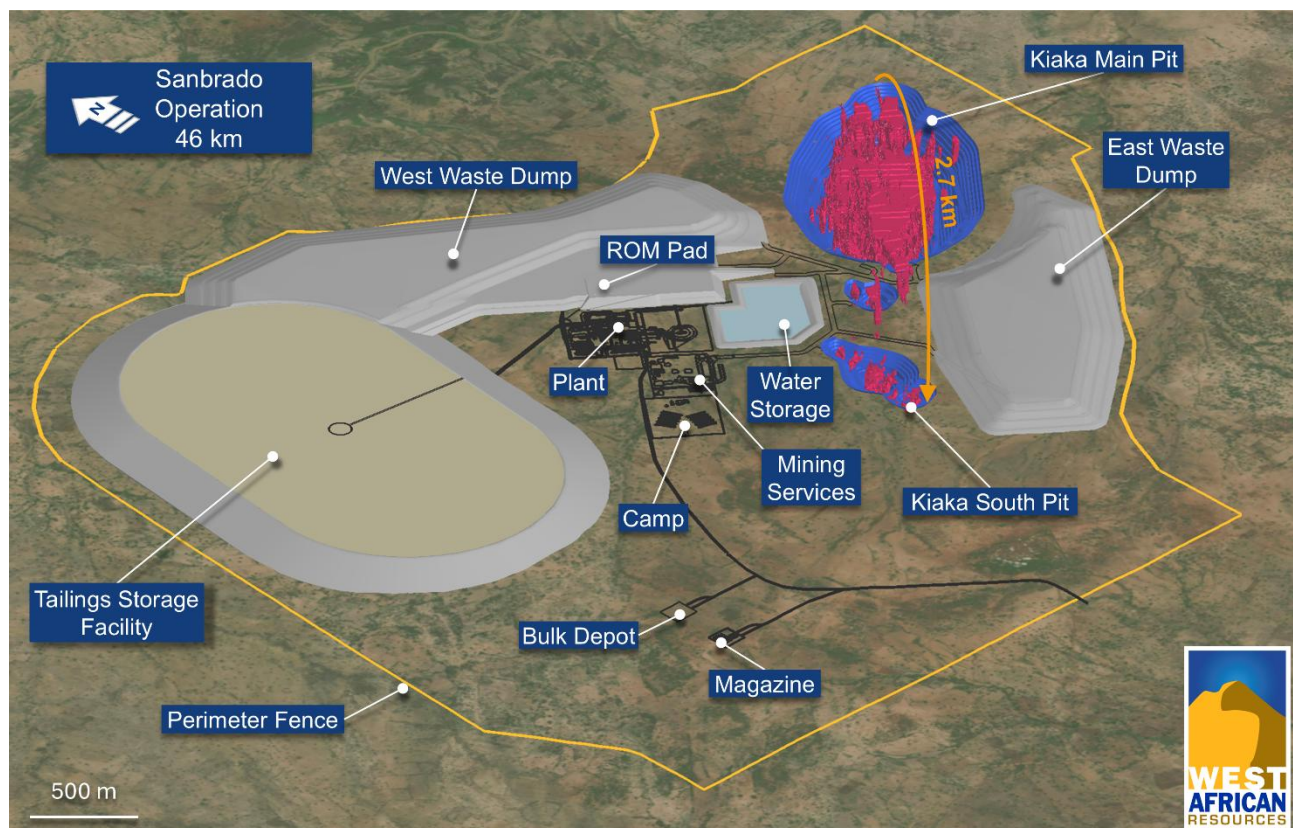 Sanbrado
Operation
46 km
N
Kiaka Main Pit
East Waste
Dump
West Waste Dump
ROM Pad
2.7 km
Plant
Water
Storage
Mining
Services
Camp
Kiaka South Pit
Tailings Storage
Facility
Bulk Depot
Magazine
Perimeter Fence
500 m
WEST
AFRICAN
RESOURCES